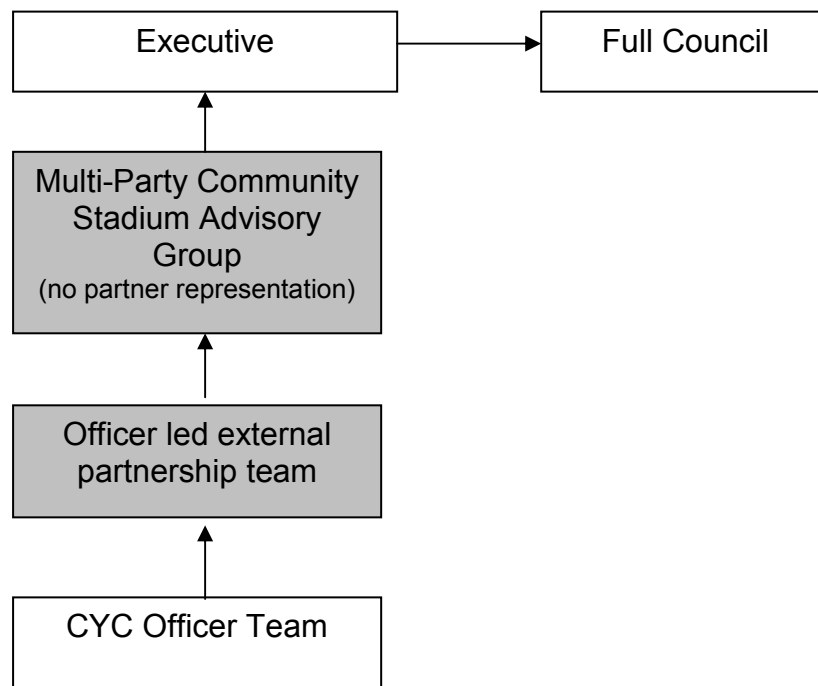 Executive
Full Council
Multi-Party Community
Stadium Advisory
Group
(no partner representation)
Officer led external
partnership team
CYC Officer Team